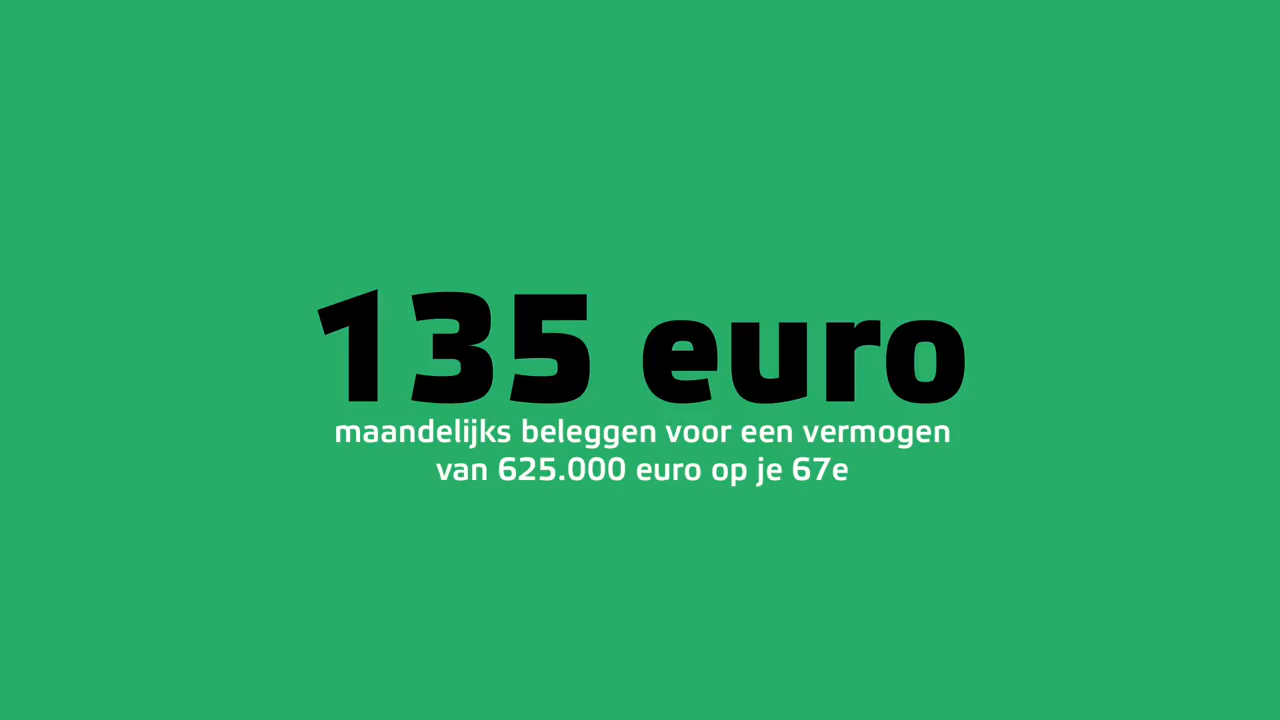 135 euro
maandelijks beleggen voor een vermogen
van 625.000 euro op je 67e